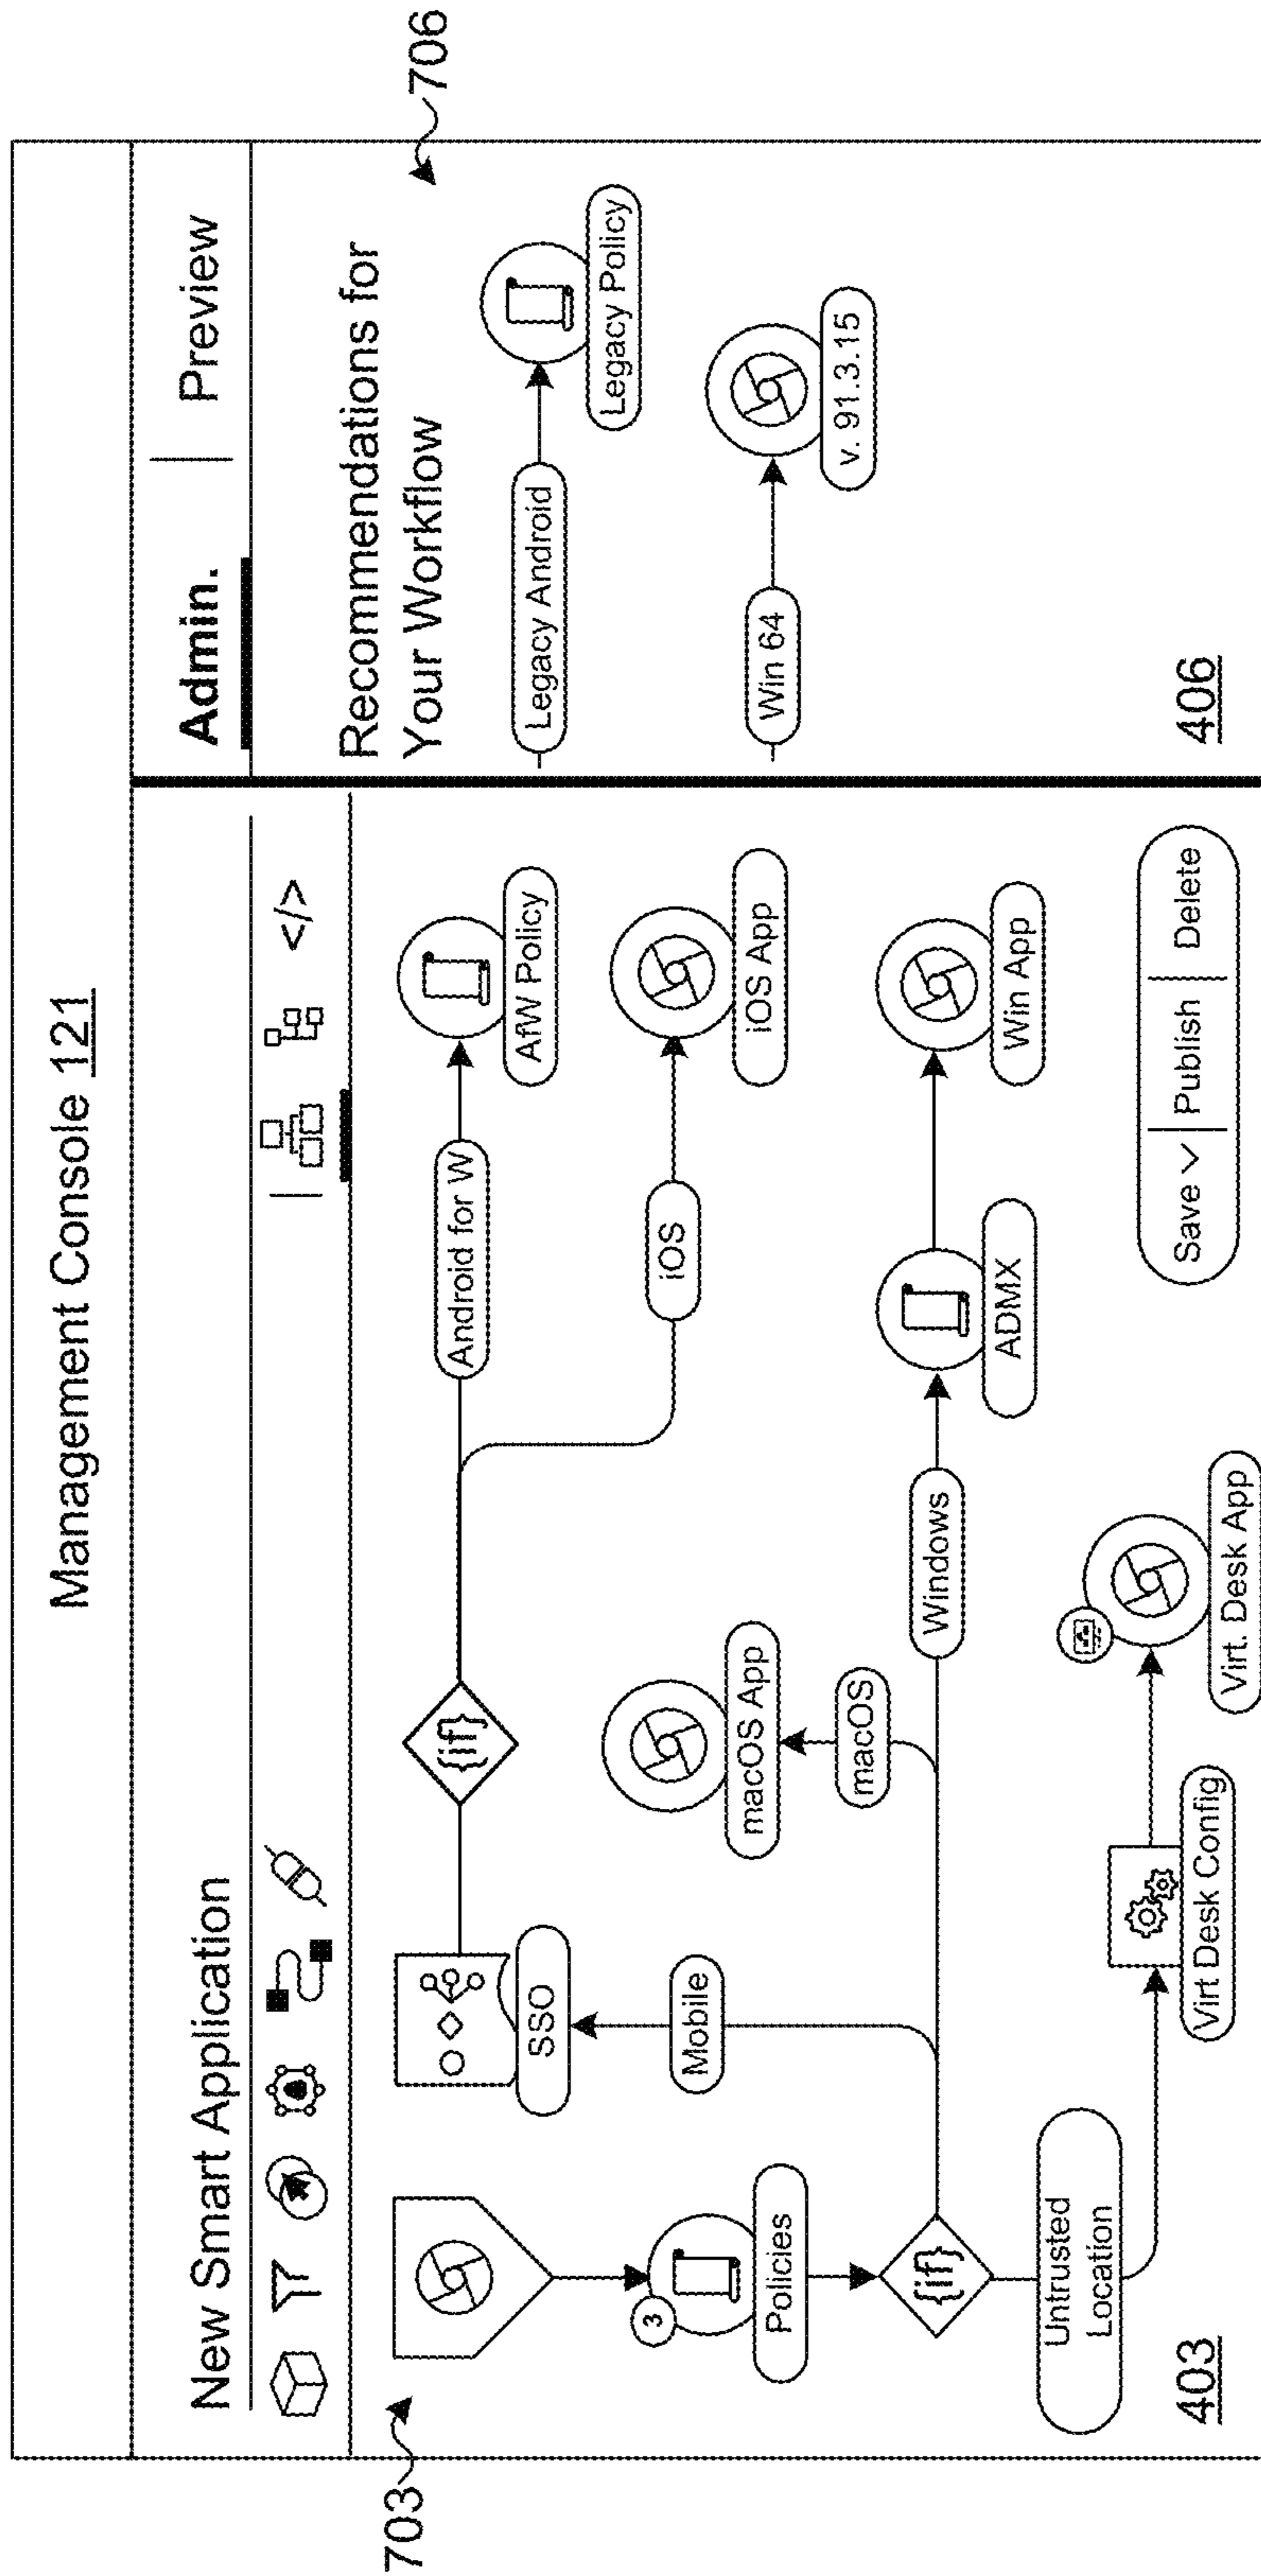 Management Console 121
New Smart Application
</>
Admin.
Preview
703
SSO
{if}
Android for W
AfW Policy
iOS
iOS App
3
Policies
Mobile
macOS App
macOS
{if}
Windows
ADMX
Win App
Untrusted
Location
Virt Desk Config
Virt. Desk App
Save
Publish
Delete
403
Recommendations for
Your Workflow
706
Legacy Android
Legacy Policy
Win 64
v. 91.3.15
406